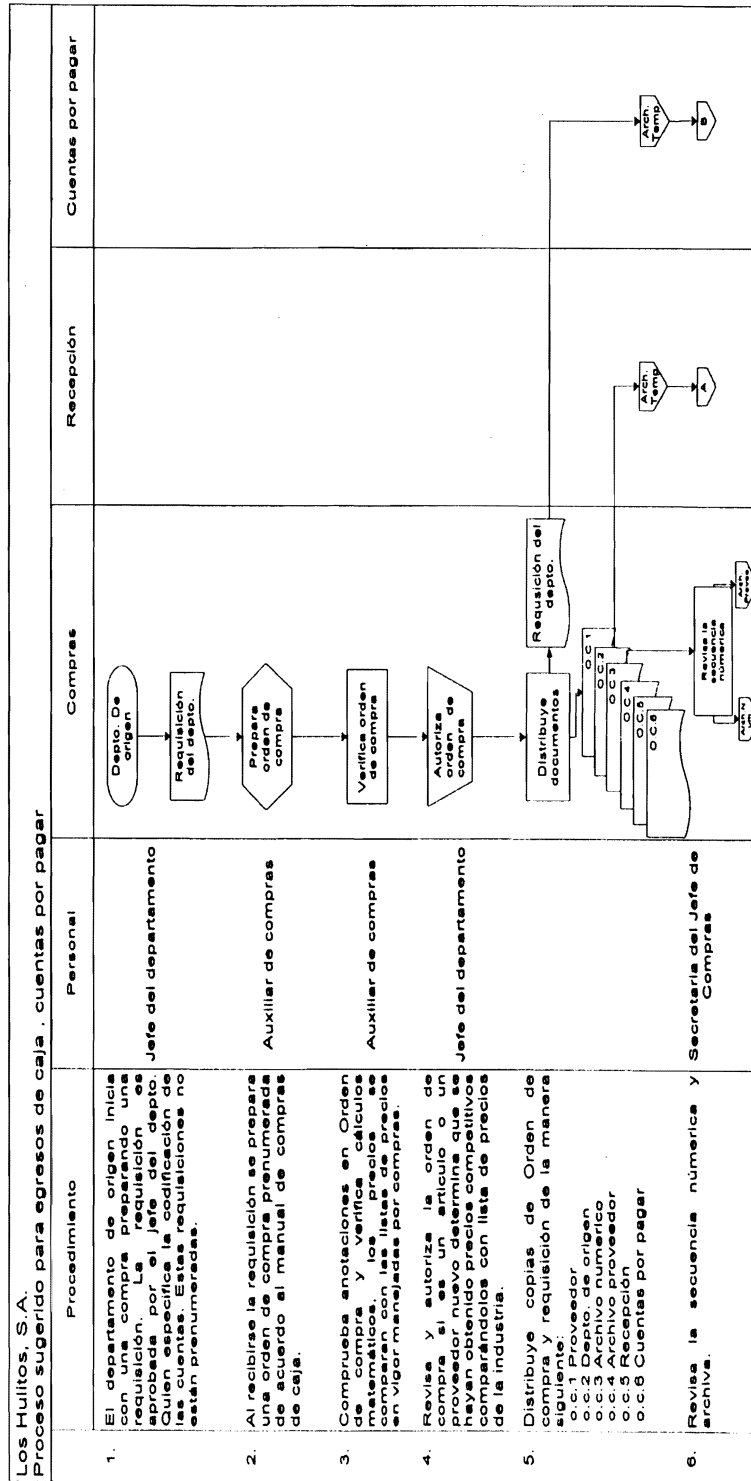 Los Hulitos, S.A.
Proceso sugerido para egresos de caja , cuentas por pagar
Procedimiento
Personal
Compras
Recepción
Cuentas por pagar
1.
El departamento de origen inicia
con una compra preparando una
requisición. La requisición es
aprobada por el jefe del depto.
Quien especifica la codificación de
las cuentas. Estas requisiciones no
están prenumeradas.
Jefe del departamento
Depto. De
origen
Requisición
del depto.
2.
Al recibirse la requisición se prepara
una orden de compra prenumerada
de acuerdo al manual de compras
de caja.
Auxiliar de compras
Prepara
orden de
compra
3.
Comprueba anotaciones en Orden
de compra y verifica cálculos
matemáticos, los precios se
comparan con las listas de precios
en vigor manejadas por compras.
Auxiliar de compras
Verifica orden
de compra
4.
Revisa y autoriza la orden de
compra si es un artículo o un
proveedor nuevo determina que se
hayan obtenido precios competitivos
comparándolos con lista de precios
de la industria.
Jefe del departamento
Autoriza
orden de
compra
5.
Distribuye copias de Orden de
compra y requisición de la manera
siguiente:
o.c.1 Proveedor
o.c.2 Depto. de origen
o.c.3 Archivo numerico
o.c.4 Archivo proveedor
o.c.5 Recepción
o.c.6 Cuentas por pagar
Distribuye
documentos
Requsición del
depto.
O.C. 1
O.C. 2
O.C. 3
O.C. 4
O.C. 5
O.C. 6
Arch.
Temp
A
Arch.
Temp
B
6.
Revisa la secuencia númerica y
archiva.
Secretaria del Jefe de
Compras
Revisa la
secuencia
númerica